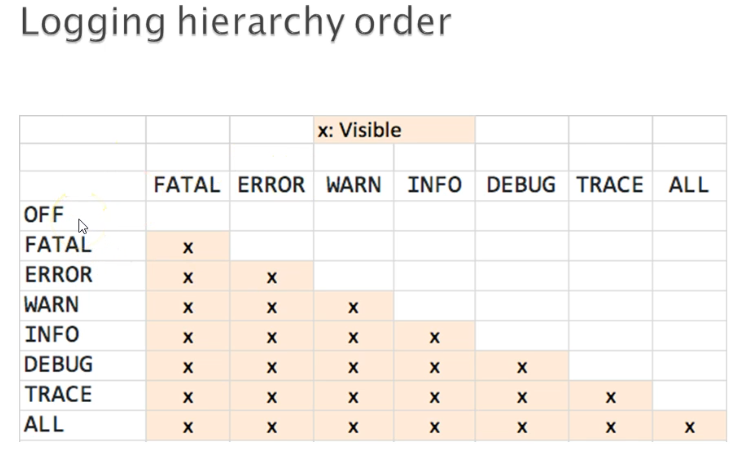 Logging hierarchy order
x: Visible
FATAL ERROR WARN INFO DEBUG TRACE ALL
OFF
FATAL x
ERROR x x
WARN x x x
INFO x x x x
DEBUG x x x x x
TRACE x x x x x x
ALL x x x x x x x